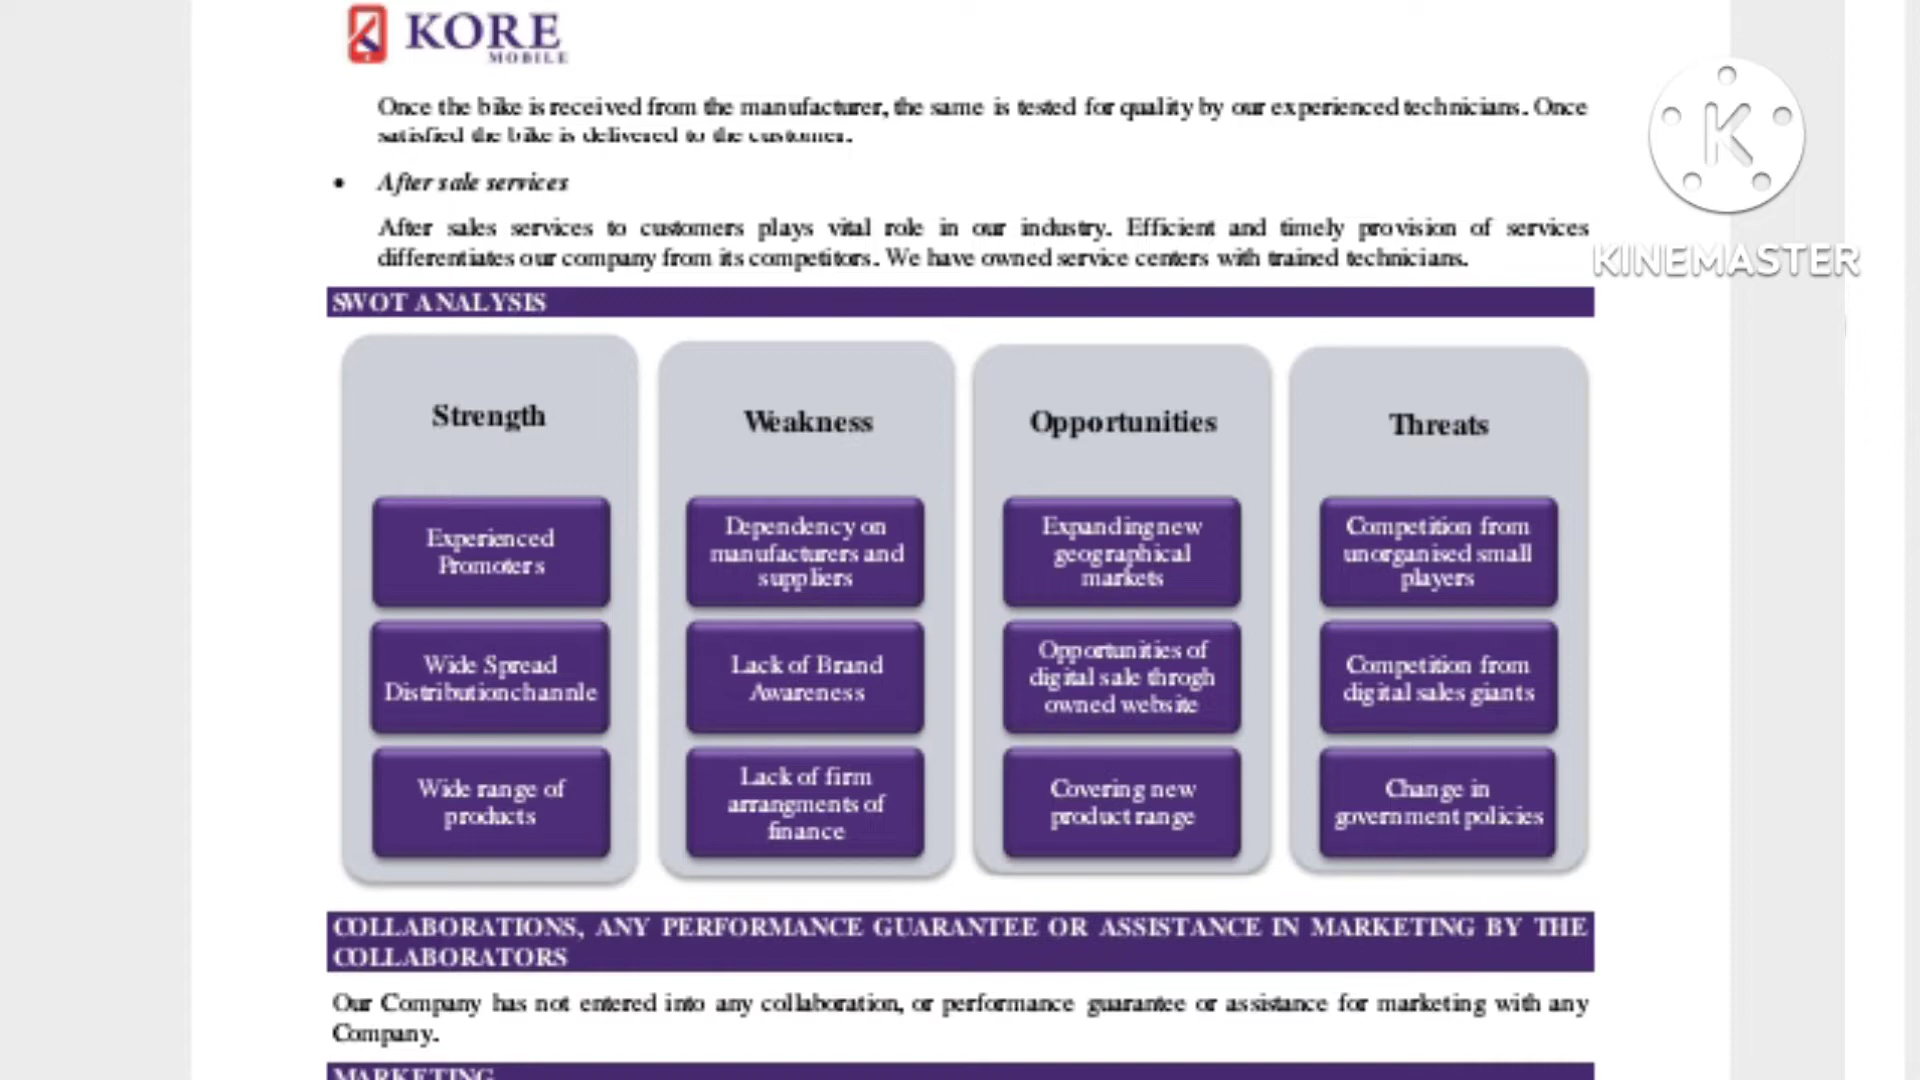 KORE
MOBILE
Once the bike is received from the manufacturer, the same is tested for quality by our experienced technicians. Once
satisfied the bike is delivered to the customer.
• After sale services
After sales services to customers plays vital role in our industry. Efficient and timely provision of services
differentiates our company from its competitors. We have owned service centers with trained technicians.
KINEMASTER
SWOT ANALYSIS
Strength
Experienced
Promoters
Wide Spread
Distribution channle
Wide range of
products
Weakness
Dependency on
manufacturers and
suppliers
Lack of Brand
Awareness
Lack of firm
arrangments of
finance
Opportunities
Expanding new
geographical
markets
Opportunities of
digital sale throgh
owned website
Covering new
product range
Threats
Competition from
unorganised small
players
Competition from
digital sales giants
Change in
government policies
COLLABORATIONS, ANY PERFORMANCE GUARANTEE OR ASSISTANCE IN MARKETING BY THE
COLLABORATORS
Our Company has not entered into any collaboration, or performance guarantee or assistance for marketing with any
Company.
MARKETING